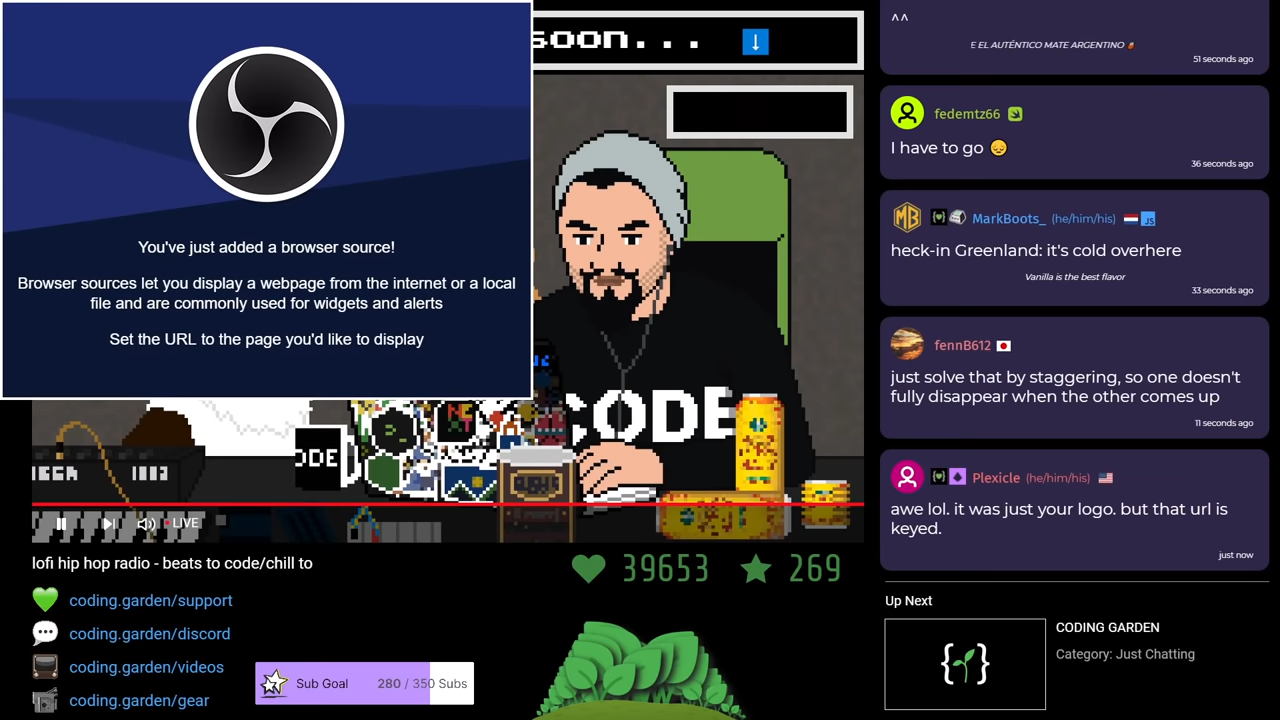 You've just added a browser source!
Browser sources let you display a webpage from the internet or a local
file and are commonly used for widgets and alerts
Set the URL to the page you'd like to display
soon...
CODE
ODE
LIVE
lofi hip hop radio - beats to code/chill to
39653
269
coding.garden/support
coding.garden/discord
coding.garden/videos
coding.garden/gear
Sub Goal
280 / 350 Subs
^^
E EL AUTÉNTICO MATE ARGENTINO 🧉
51 seconds ago
fedemtz66
I have to go 😞
36 seconds ago
MB
MarkBoots_ (he/him/his)
JS
heck-in Greenland: it's cold overhere
Vanilla is the best flavor
33 seconds ago
fennB612
just solve that by staggering, so one doesn't
fully disappear when the other comes up
11 seconds ago
Plexicle (he/him/his)
awe lol. it was just your logo. but that url is
keyed.
just now
Up Next
CODING GARDEN
Category: Just Chatting